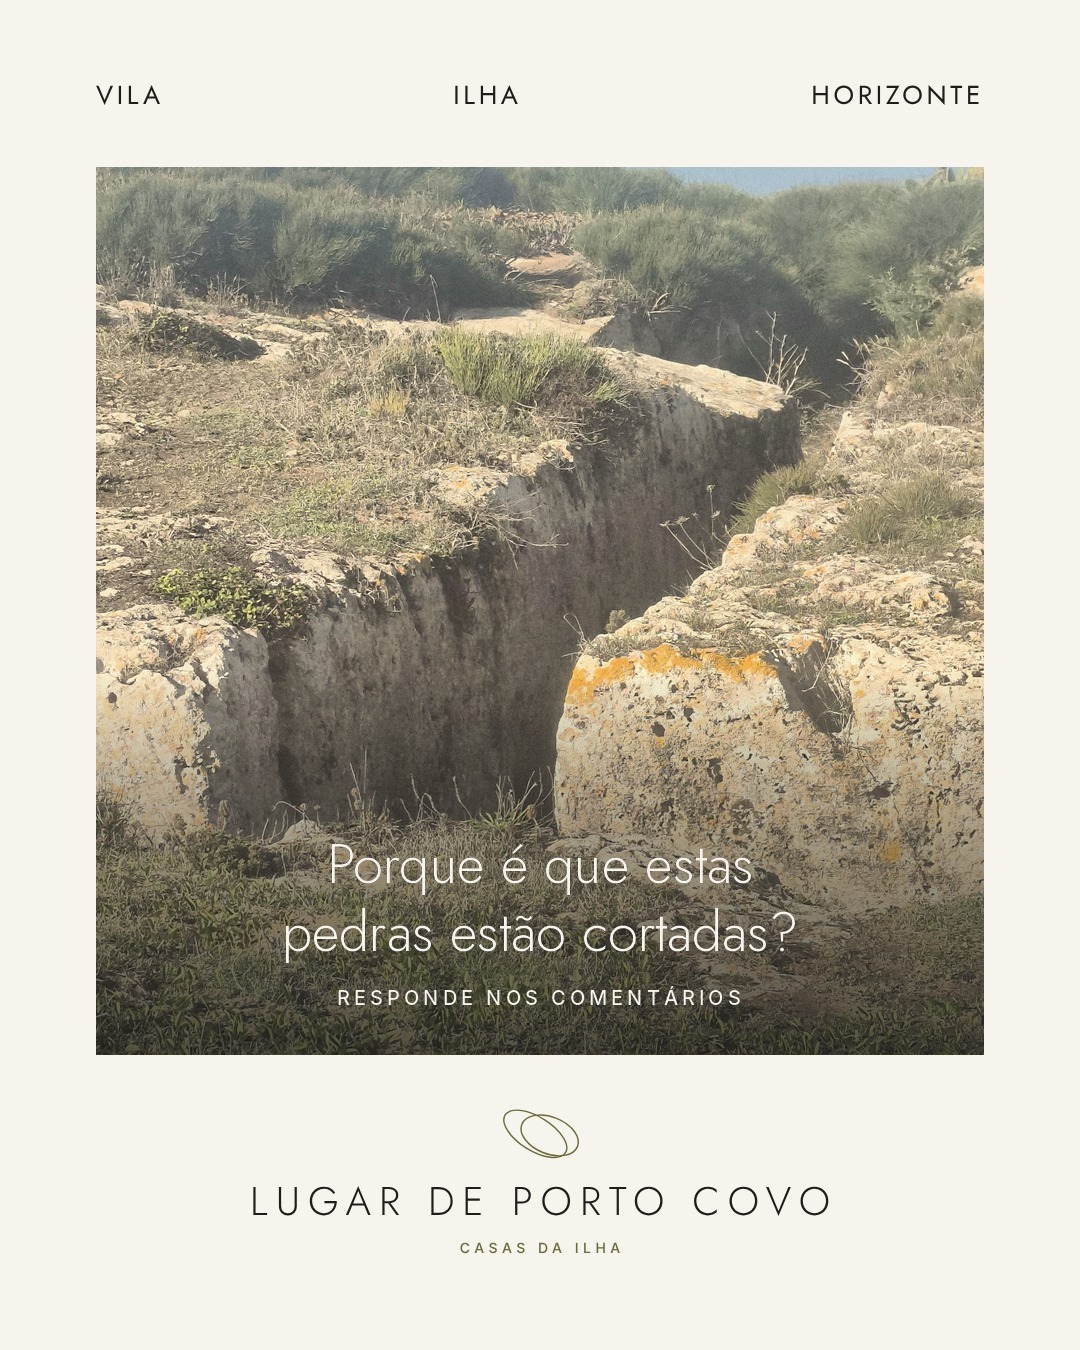 VILA
ILHA
HORIZONTE
Porque é que estas
pedras estão cortadas?
RESPONDE NOS COMENTÁRIOS
LUGAR DE PORTO COVO
CASAS DA ILHA